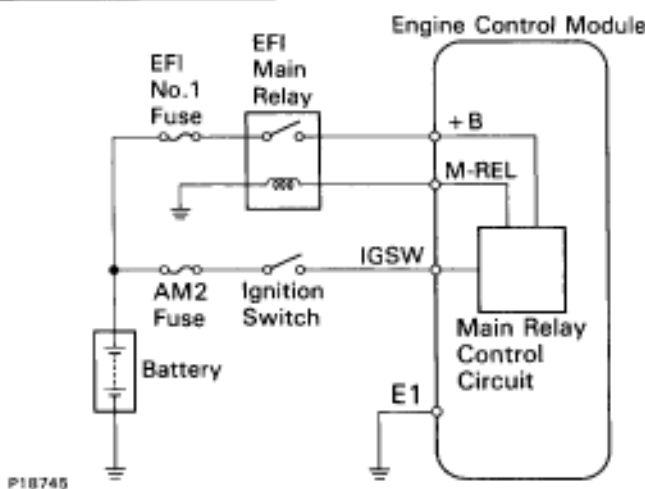 Engine Control Module
EFI
No.1
Fuse
EFI
Main
Relay
+B
M-REL
IGSW
AM2
Fuse
Ignition
Switch
Main Relay
Control
Circuit
Battery
E1
P18745